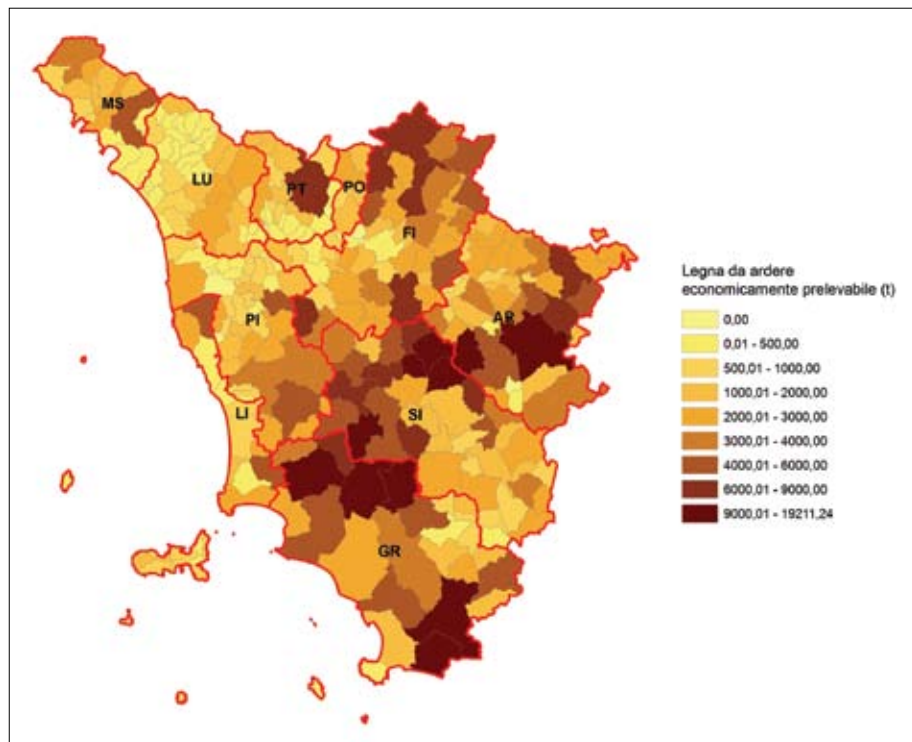 MS
LU
PT
PO
FI
PI
AR
LI
SI
GR
Legna da ardere
economicamente prelevabile (t)
0,00
0,01 - 500,00
500,01 - 1000,00
1000,01 - 2000,00
2000,01 - 3000,00
3000,01 - 4000,00
4000,01 - 6000,00
6000,01 - 9000,00
9000,01 - 19211,24